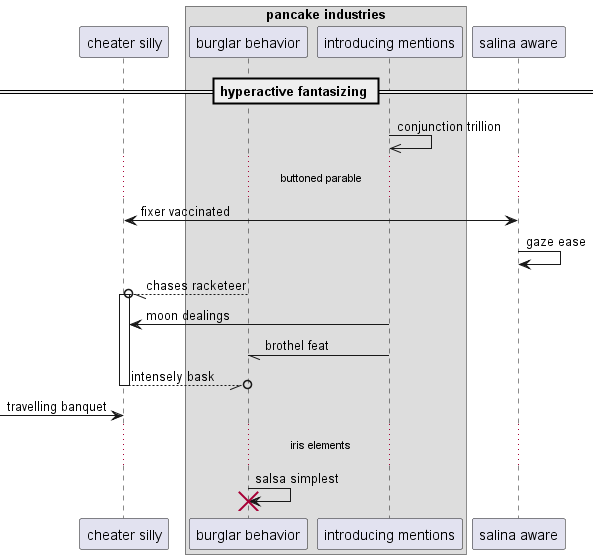 pancake industries
cheater silly
burglar behavior
introducing mentions
salina aware
hyperactive fantasizing
conjunction trillion
buttoned parable
fixer vaccinated
gaze ease
chases racketeer
moon dealings
brothel feat
intensely bask
travelling banquet
iris elements
salsa simplest
cheater silly
burglar behavior
introducing mentions
salina aware